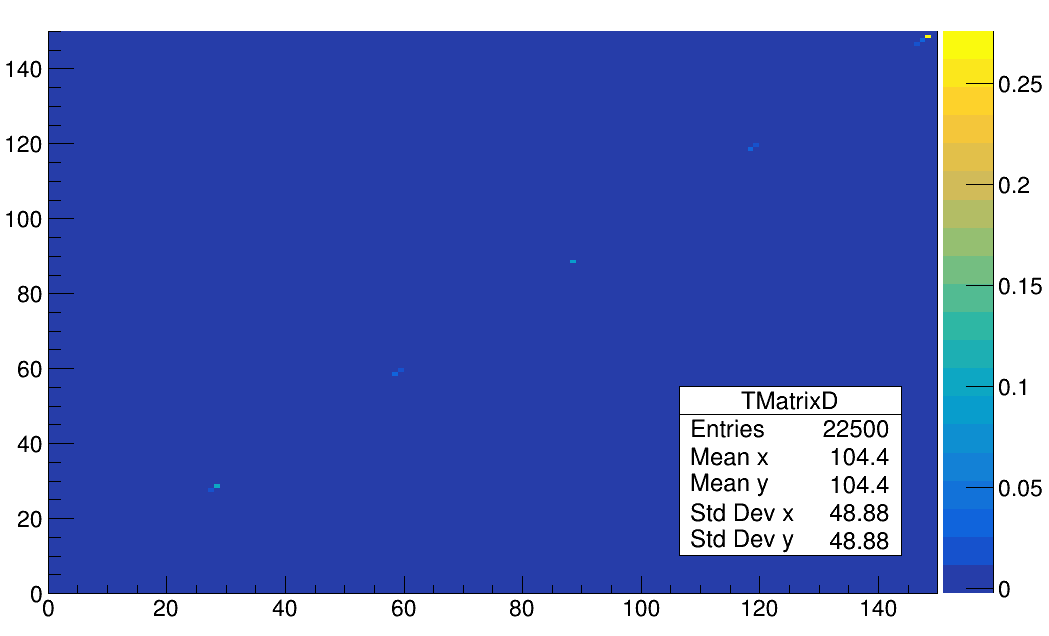 140
120
100
80
60
40
20
0
0 20 40 60 80 100 120 140
0.25
0.2
0.15
0.1
0.05
0
TMatrixD
Entries 22500
Mean x 104.4
Mean y 104.4
Std Dev x 48.88
Std Dev y 48.88